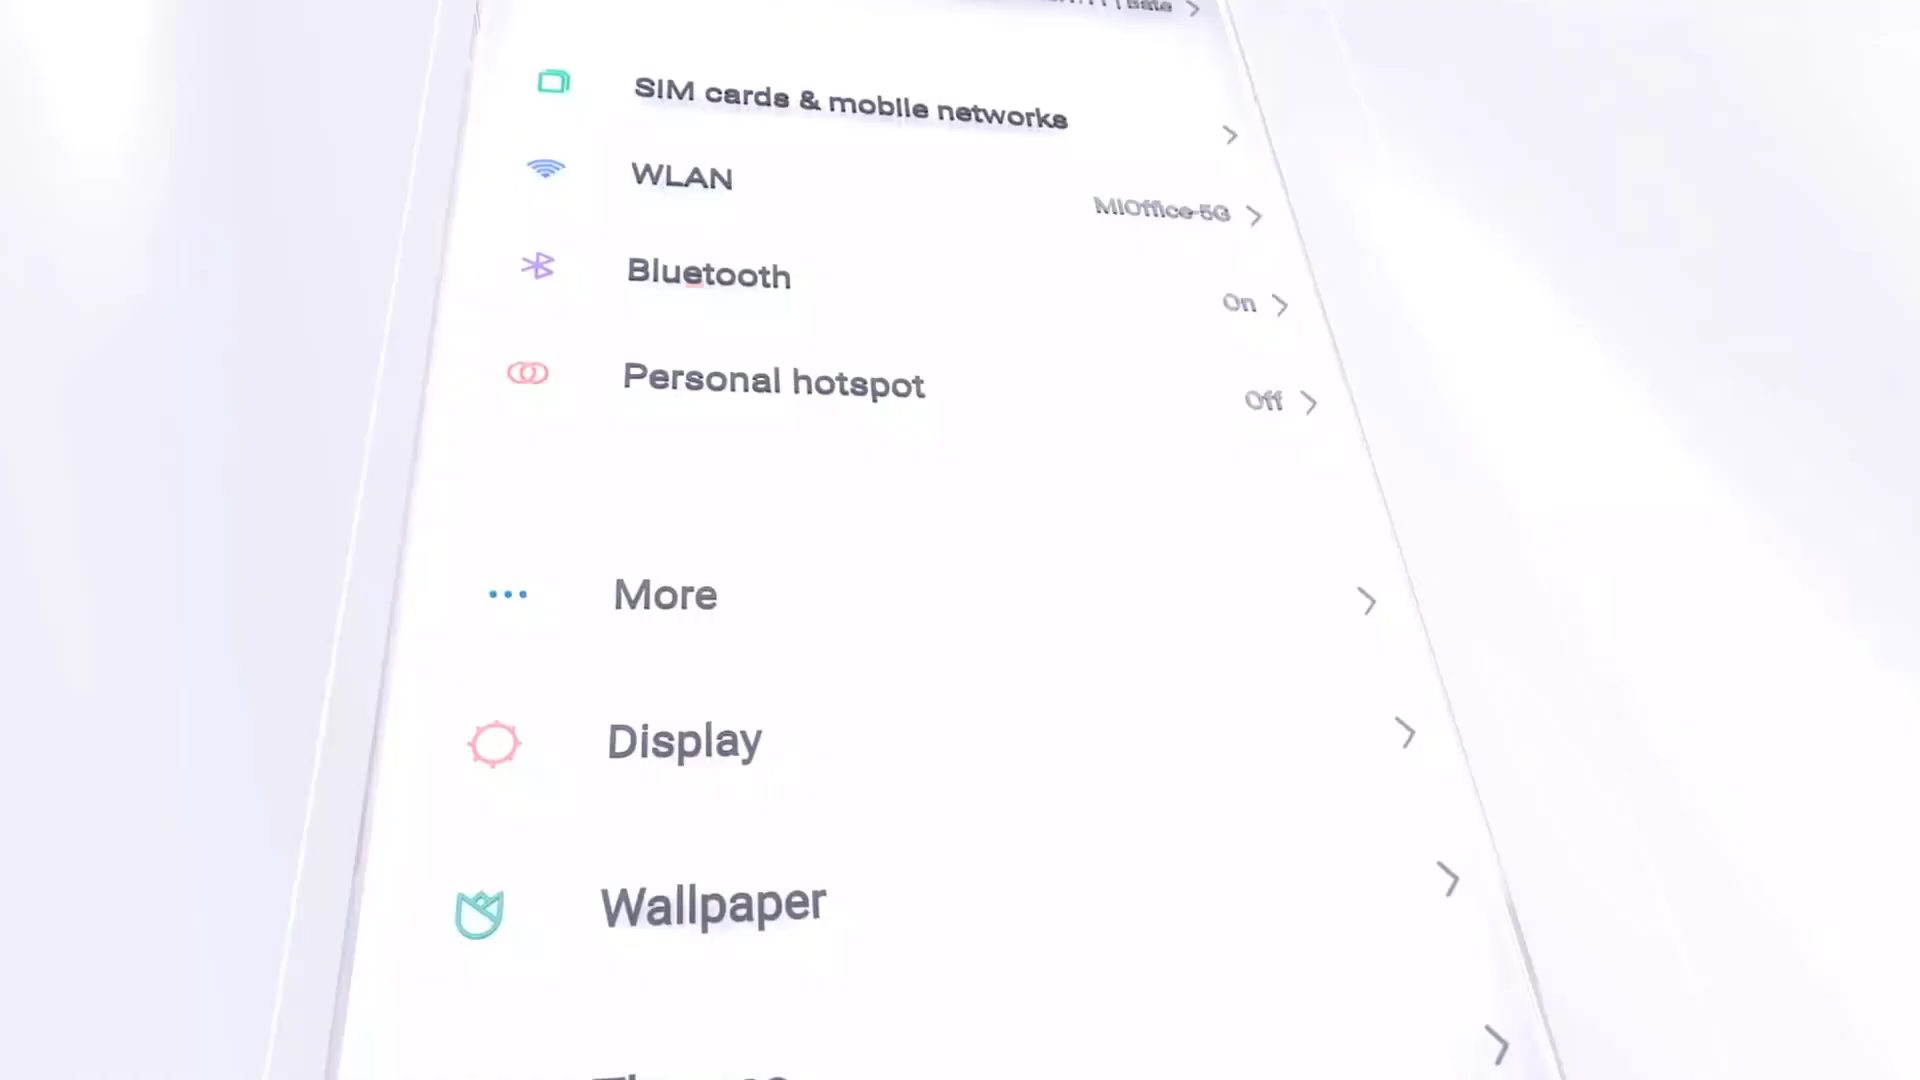 SIM cards & mobile networks
WLAN
MIOffice-5G
Bluetooth
On
Personal hotspot
Off
More
Display
Wallpaper